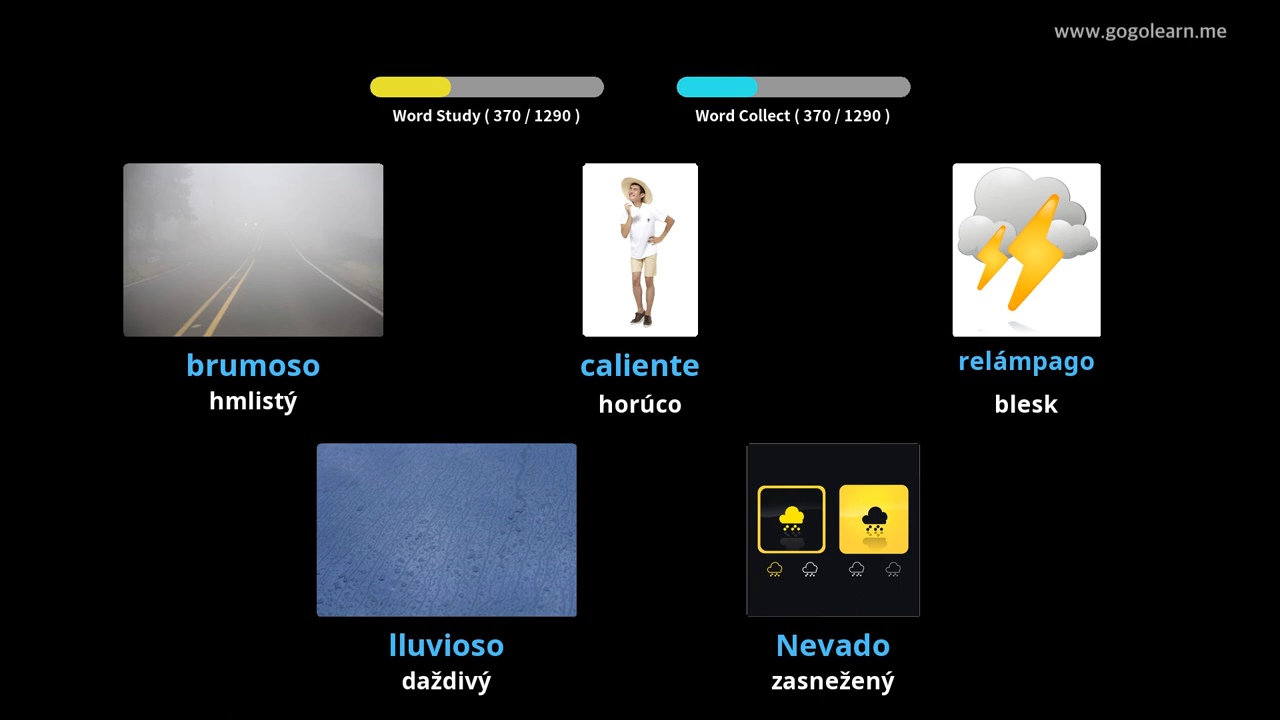 www.gogolearn.me
Word Study ( 370 / 1290 )
Word Collect ( 370 / 1290 )
brumoso
hmlistý
caliente
horúco
relámpago
blesk
lluvioso
daždivý
Nevado
zasnežený